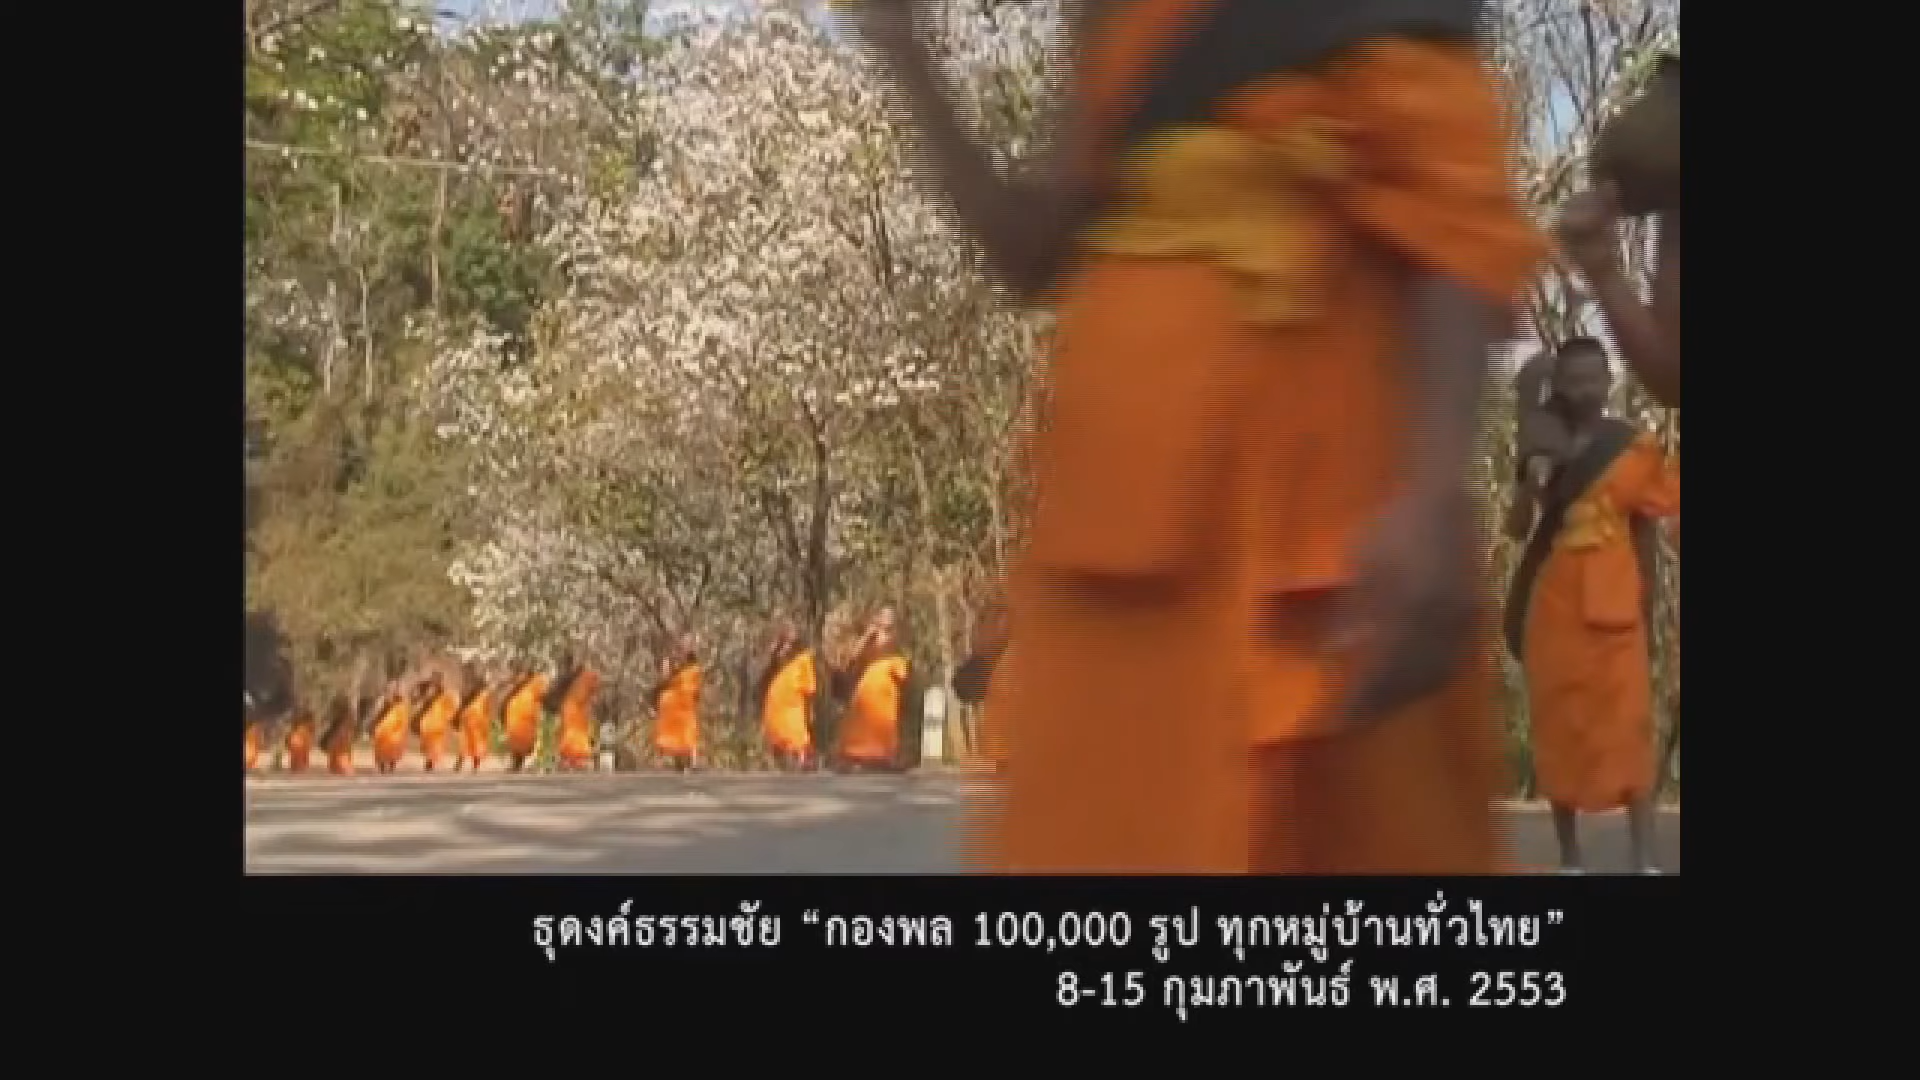 ธุดงค์ธรรมชัย “กองพล 100,000 รูป ทุกหมู่บ้านทั่วไทย”
8-15 กุมภาพันธ์ พ.ศ. 2553